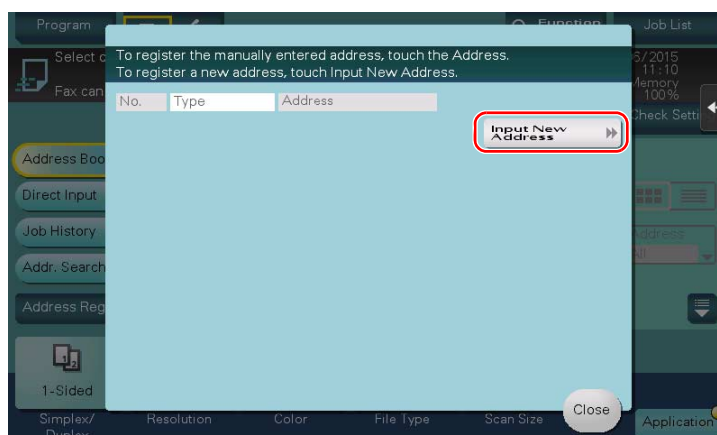 Program
Function
Job List
Select c
To register the manually entered address, touch the Address.
To register a new address, touch Input New Address.
6/2015
11:10
Memory
100%
Fax can
No.
Type
Address
Check Setti
Input New
Address
Address Boo
Direct Input
Job History
Address
All
Addr. Search
Address Reg
1-Sided
Close
Simplex/
Duplex
Resolution
Color
File Type
Scan Size
Application